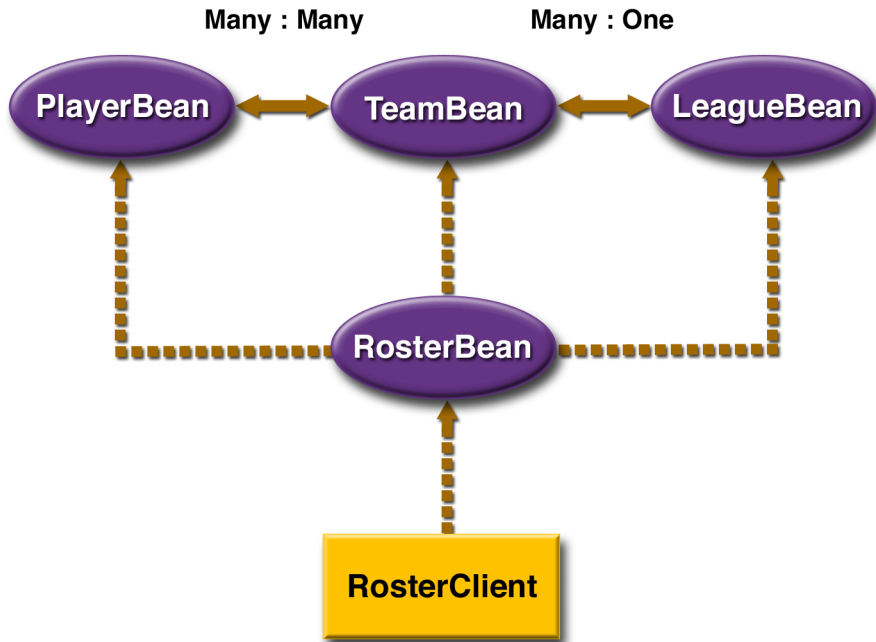 Many : Many
Many : One
PlayerBean
TeamBean
LeagueBean
RosterBean
RosterClient